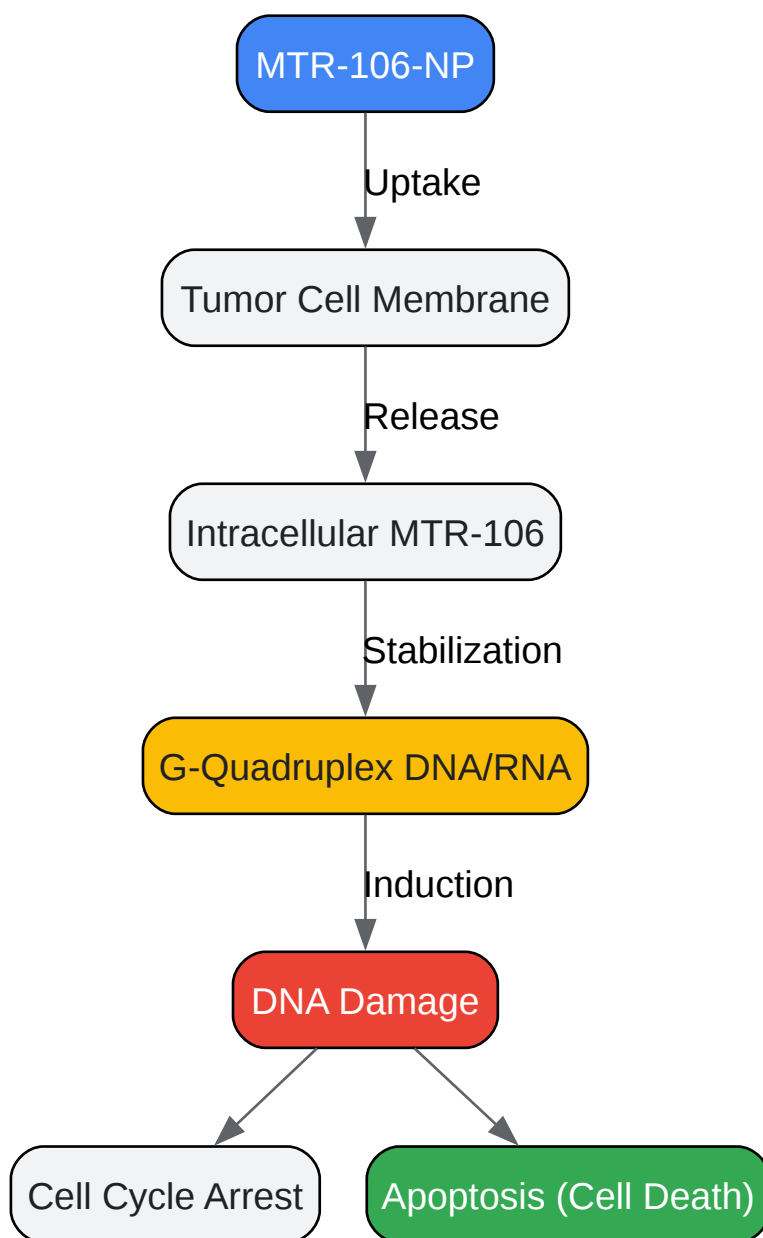 MTR-106-NP
Uptake
Tumor Cell Membrane
Release
Intracellular MTR-106
Stabilization
G-Quadruplex DNA/RNA
Induction
DNA Damage
Cell Cycle Arrest
Apoptosis (Cell Death)